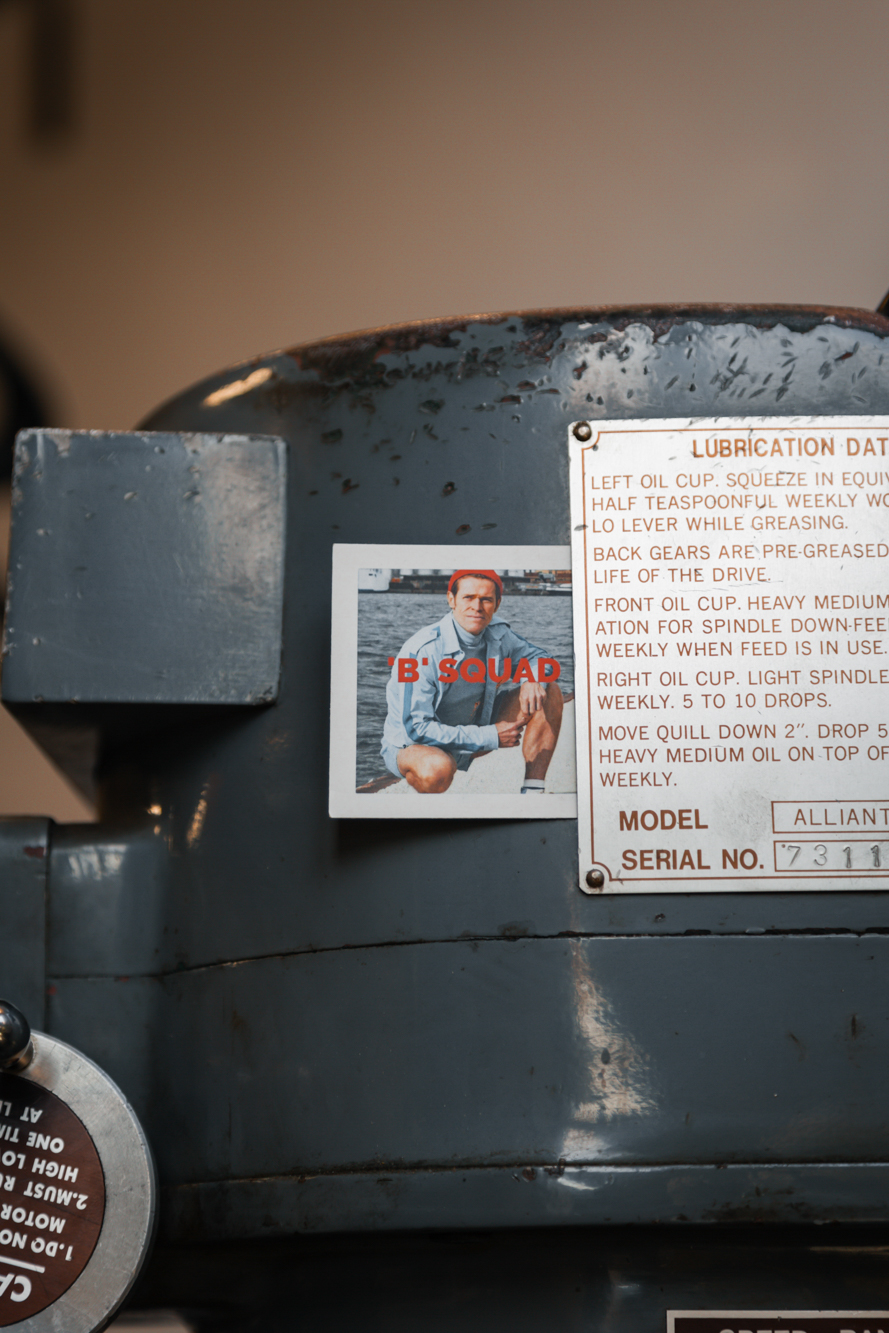 'B' SQUAD
LUBRICATION DAT
LEFT OIL CUP. SQUEEZE IN EQUIV
HALF TEASPOONFUL WEEKLY WO
LO LEVER WHILE GREASING.
BACK GEARS ARE PRE-GREASED
LIFE OF THE DRIVE.
FRONT OIL CUP. HEAVY MEDIUM
ATION FOR SPINDLE DOWN-FEE
WEEKLY WHEN FEED IS IN USE.
RIGHT OIL CUP. LIGHT SPINDLE
WEEKLY. 5 TO 10 DROPS.
MOVE QUILL DOWN 2″. DROP 5
HEAVY MEDIUM OIL ON TOP OF
WEEKLY.
MODEL ALLIANT
SERIAL NO. 7311
CA
1.DO NO
MOTOR
2.MUST R
HIGH LO
ONE TIM
AT L